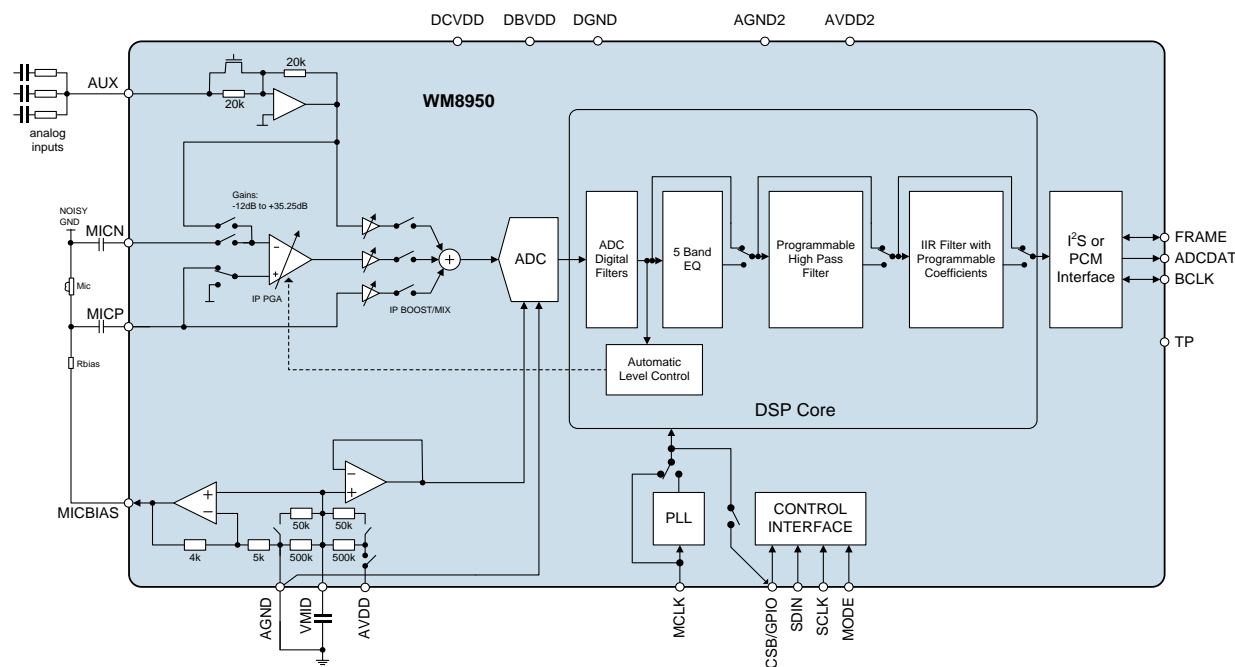 DCVDD
DBVDD
DGND
AGND2
AVDD2
AUX
20k
20k
WM8950
analog
inputs
Gains:
-12dB to +35.25dB
NOISY
GND
MICN
Mic
IP PGA
MICP
IP BOOST/MIX
Rbias
ADC
ADC
Digital
Filters
5 Band
EQ
Programmable
High Pass
Filter
IIR Filter with
Programmable
Coefficients
I²S or
PCM
Interface
FRAME
ADCDAT
BCLK
TP
Automatic
Level Control
DSP Core
MICBIAS
50k
50k
4k
5k
500k
500k
PLL
CONTROL
INTERFACE
AGND
VMID
AVDD
MCLK
CSB/GPIO
SDIN
SCLK
MODE